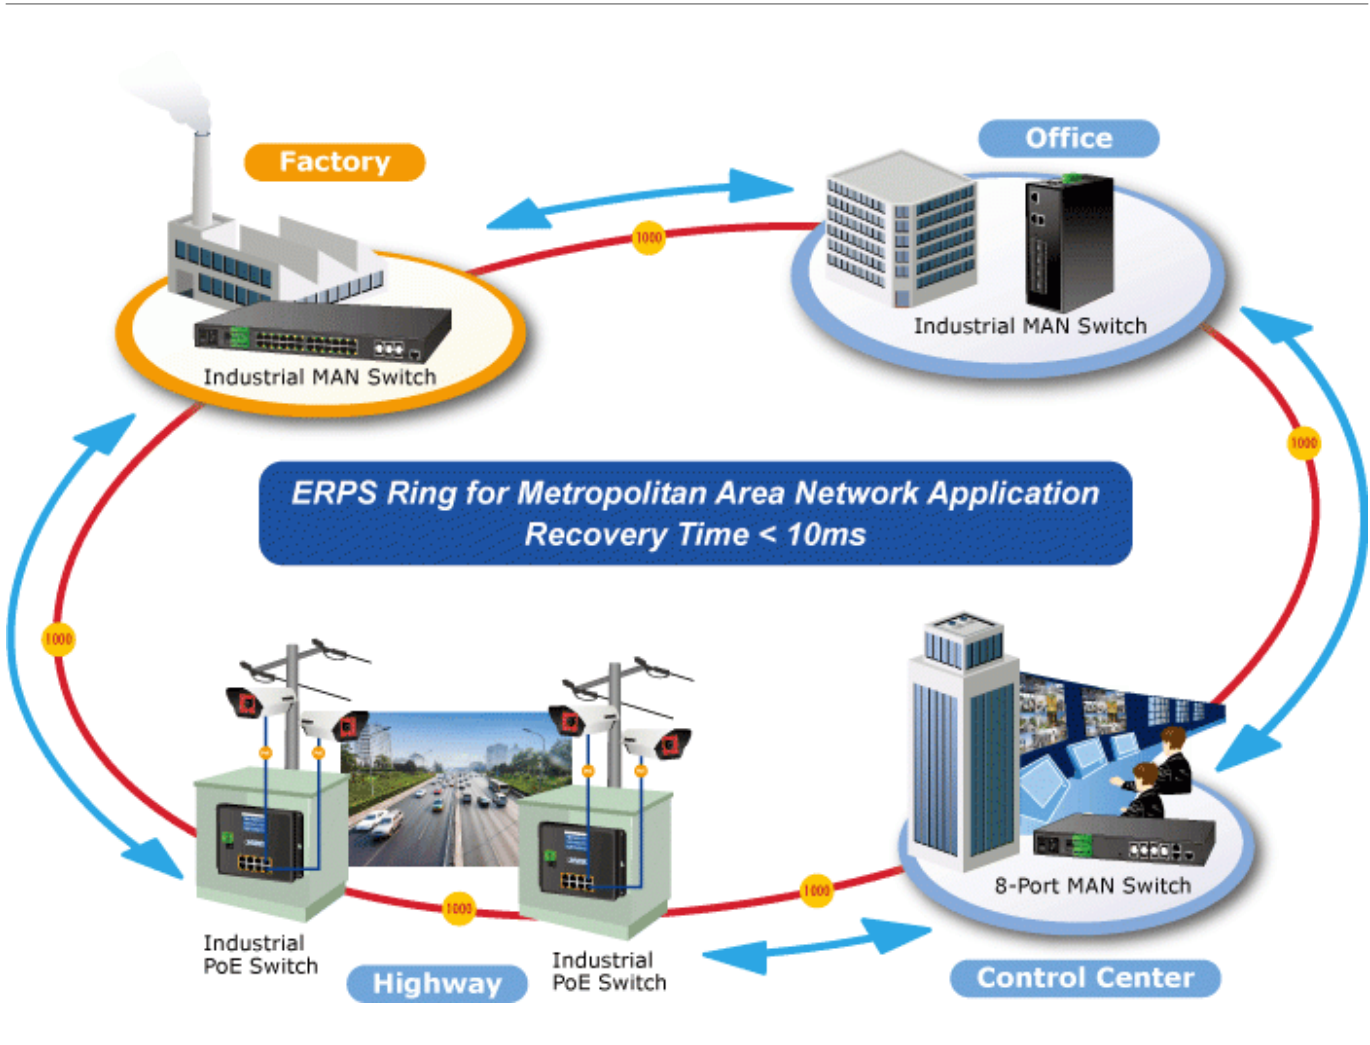 Factory
Office
1000
Industrial MAN Switch
Industrial MAN Switch
1000
ERPS Ring for Metropolitan Area Network Application
Recovery Time < 10ms
1000
8-Port MAN Switch
1000
1000
Industrial
PoE Switch
Highway
Industrial
PoE Switch
Control Center